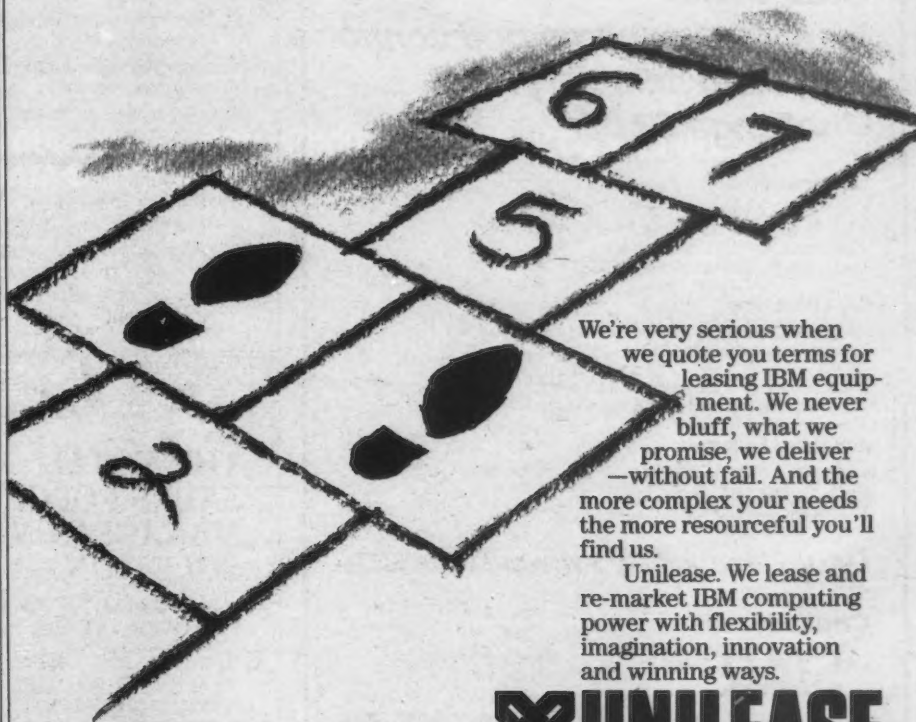 6 7
5
2
We're very serious when
we quote you terms for
leasing IBM equip-
ment. We never
bluff, what we
promise, we deliver
—without fail. And the
more complex your needs
the more resourceful you'll
find us.
Unilease. We lease and
re-market IBM computing
power with flexibility,
imagination, innovation
and winning ways.
UNILEASE